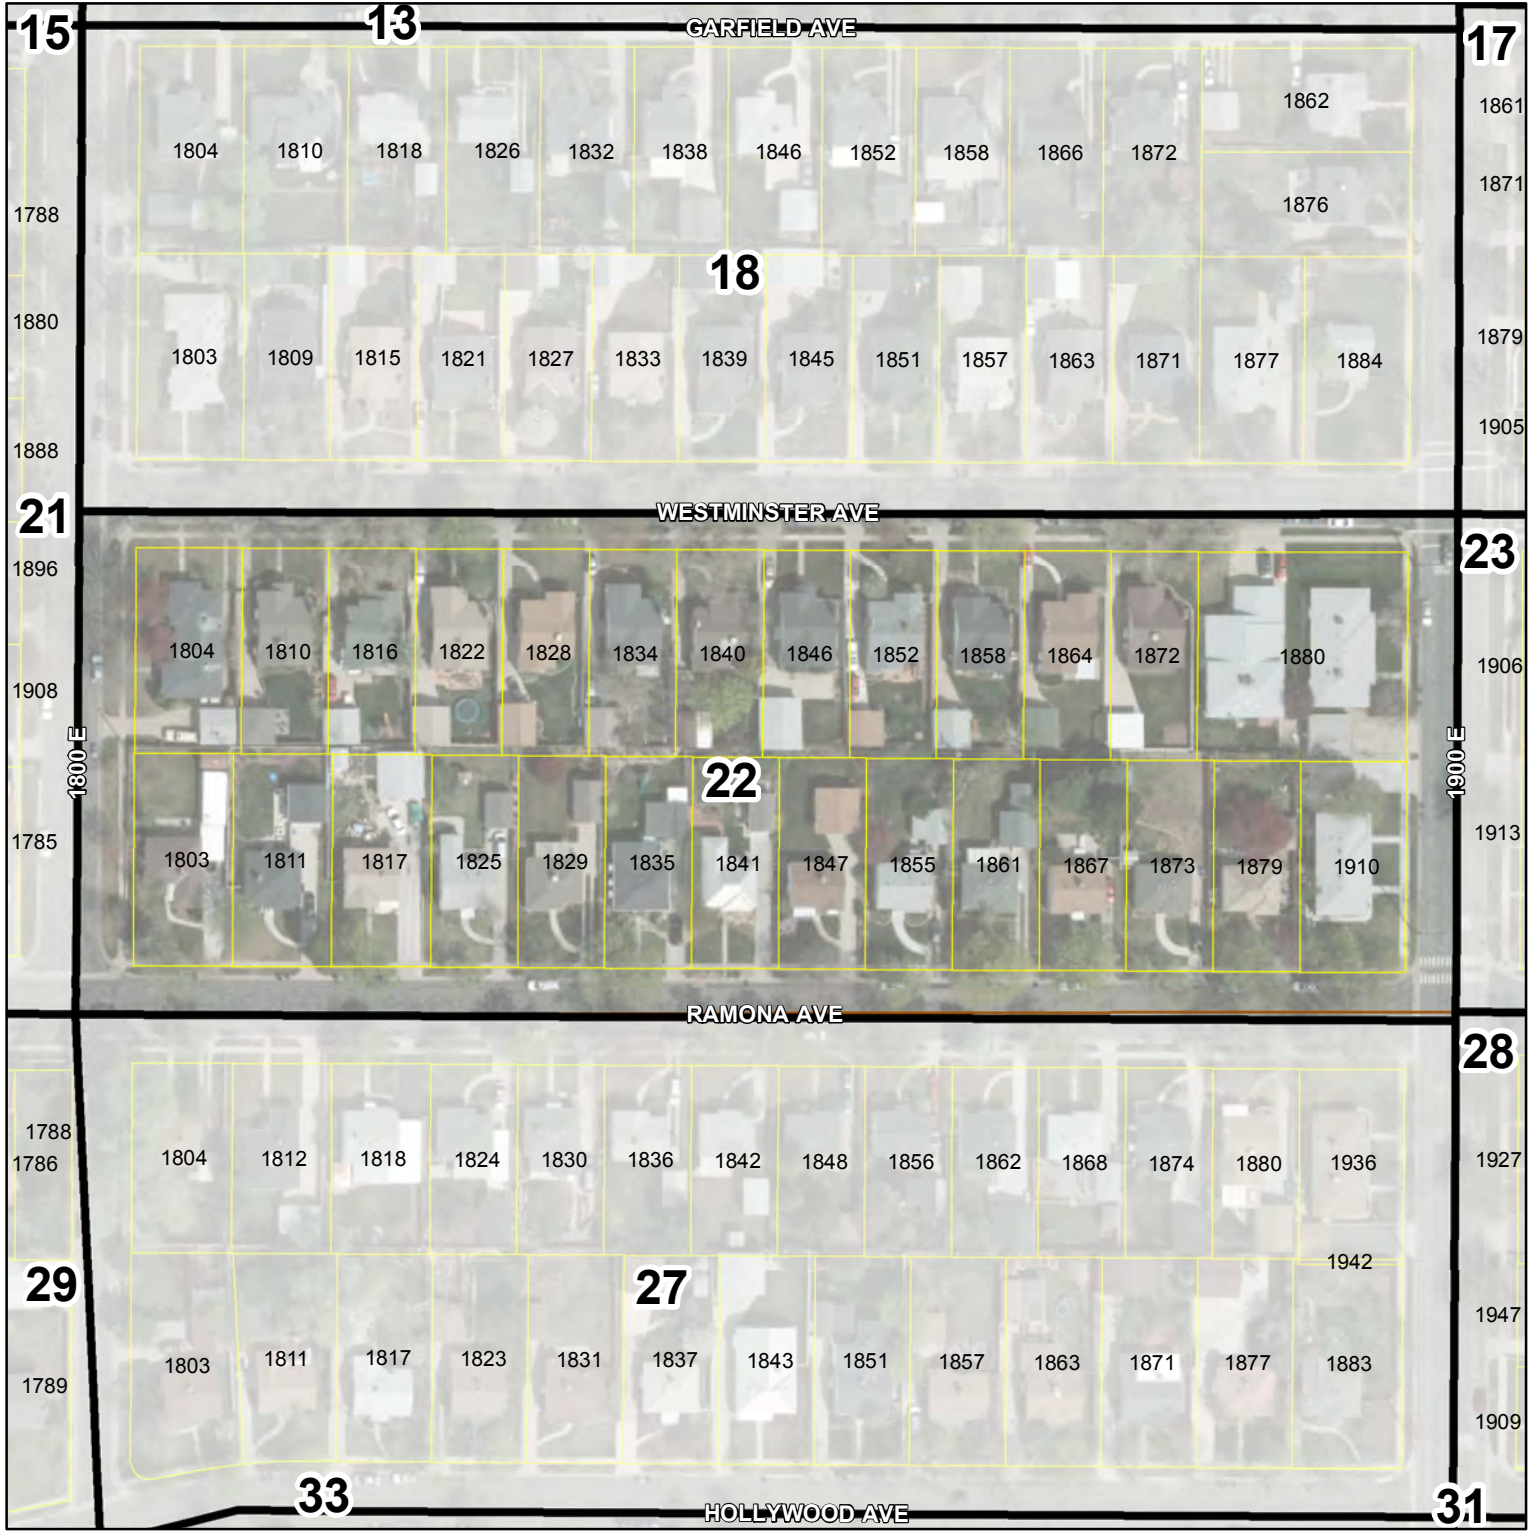 15 13 GARFIELD AVE 17
1862 1861
1804 1810 1818 1826 1832 1838 1846 1852 1858 1866 1872
1871
1788 1876
18
1880 1879
1803 1809 1815 1821 1827 1833 1839 1845 1851 1857 1863 1871 1877 1884
1888 1905
21 WESTMINSTER AVE
23
1896
1804 1810 1816 1822 1828 1834 1840 1846 1852 1858 1864 1872 1880 1906
1908
1800 E 22 1900 E
1785 1913
1803 1811 1817 1825 1829 1835 1841 1847 1855 1861 1867 1873 1879 1910
RAMONA AVE
28
1788
1786 1804 1812 1818 1824 1830 1836 1842 1848 1856 1862 1868 1874 1880 1936 1927
1942
29 27
1947
1803 1811 1817 1823 1831 1837 1843 1851 1857 1863 1871 1877 1883
1789
1909
33 HOLLYWOOD AVE 31